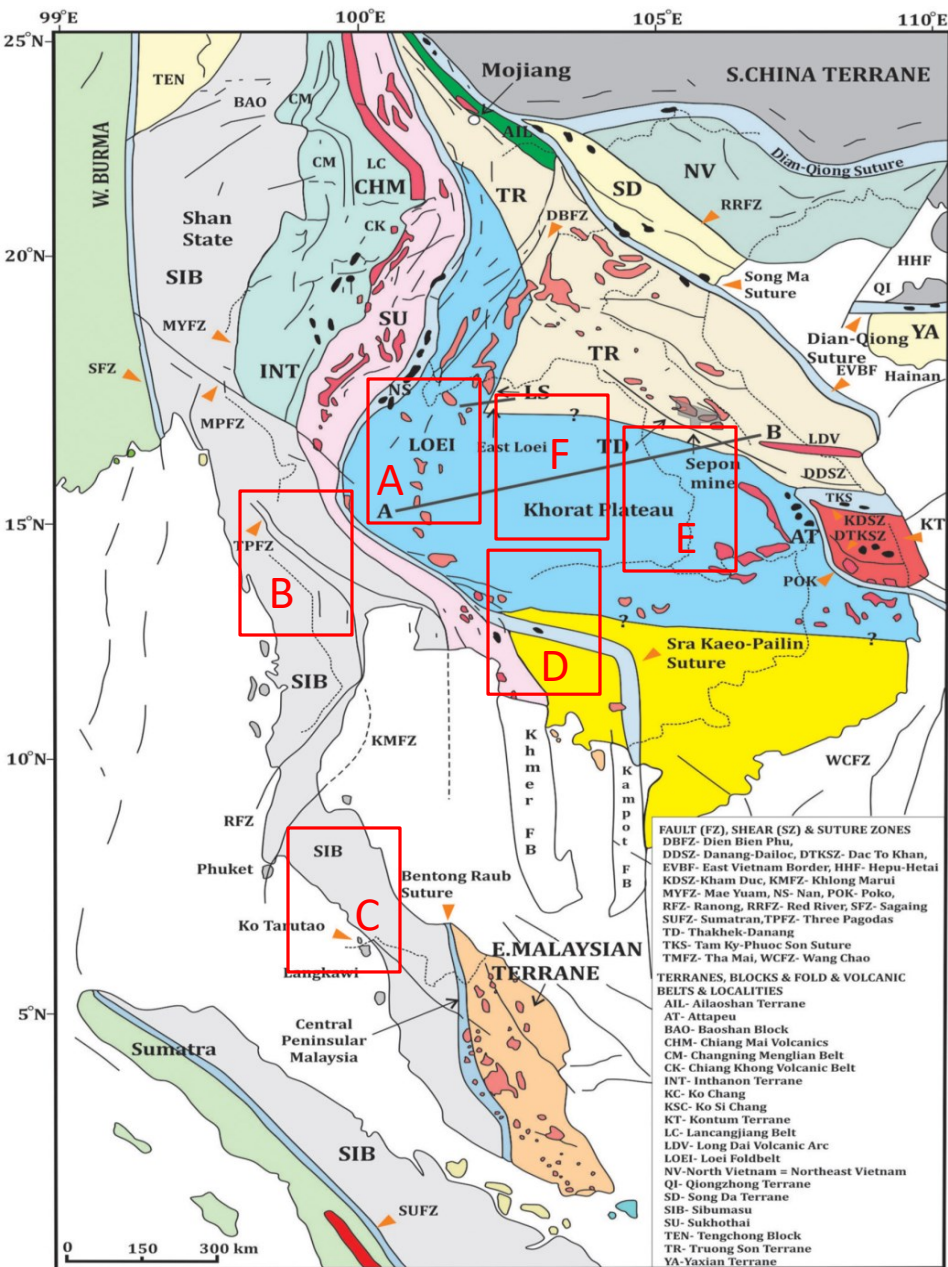 99°E
100°E
105°E
110°E
25°N
20°N
15°N
10°N
5°N
TEN
BAO
CM
CM
LC
CHM
CK
Mojiang
AIL
S.CHINA TERRANE
Dian-Qiong Suture
NV
SD
RRFZ
TR
DBFZ
W. BURMA
Shan
State
SIB
MYFZ
SU
INT
SFZ
MPFZ
Song Ma
Suture
HHF
QI
YA
Dian-Qiong
Suture
Hainan
EVBF
TR
NS
LS
LOEI
East Loei
?
F
TD
B
Sepon
mine
LDV
DDSZ
TKS
A
A
Khorat Plateau
E
KDSZ
DTKSZ
KT
AT
POK
TPFZ
B
SIB
D
?
?
Sra Kaeo-Pailin
Suture
KMFZ
Khmer FB
Kampot FB
WCFZ
RFZ
Phuket
SIB
C
Ko Tarutao
Langkawi
Bentong Raub
Suture
E.MALAYSIAN
TERRANE
Central
Peninsular
Malaysia
Sumatra
SIB
SUFZ
0 150 300 km
FAULT (FZ), SHEAR (SZ) & SUTURE ZONES
DBFZ- Dien Bien Phu,
DDSZ- Danang-Dailoc, DTKSZ- Dac To Khan,
EVBF- East Vietnam Border, HHF- Hepu-Hetai
KDSZ-Kham Duc, KMFZ- Khlong Marui
MYFZ- Mae Yuam, NS- Nan, POK- Poko,
RFZ- Ranong, RRFZ- Red River, SFZ- Sagaing
SUFZ- Sumatran,TPFZ- Three Pagodas
TD- Thakhek-Danang
TKS- Tam Ky-Phuoc Son Suture
TMFZ- Tha Mai, WCFZ- Wang Chao
TERRANES, BLOCKS & FOLD & VOLCANIC
BELTS & LOCALITIES
AIL- Ailaoshan Terrane
AT- Attapeu
BAO- Baoshan Block
CHM- Chiang Mai Volcanics
CM- Changning Menglian Belt
CK- Chiang Khong Volcanic Belt
INT- Inthanon Terrane
KC- Ko Chang
KSC- Ko Si Chang
KT- Kontum Terrane
LC- Lancangjiang Belt
LDV- Long Dai Volcanic Arc
LOEI- Loei Foldbelt
NV-North Vietnam = Northeast Vietnam
QI- Qiongzhong Terrane
SD- Song Da Terrane
SIB- Sibumasu
SU- Sukhothai
TEN- Tengchong Block
TR- Truong Son Terrane
YA-Yaxian Terrane